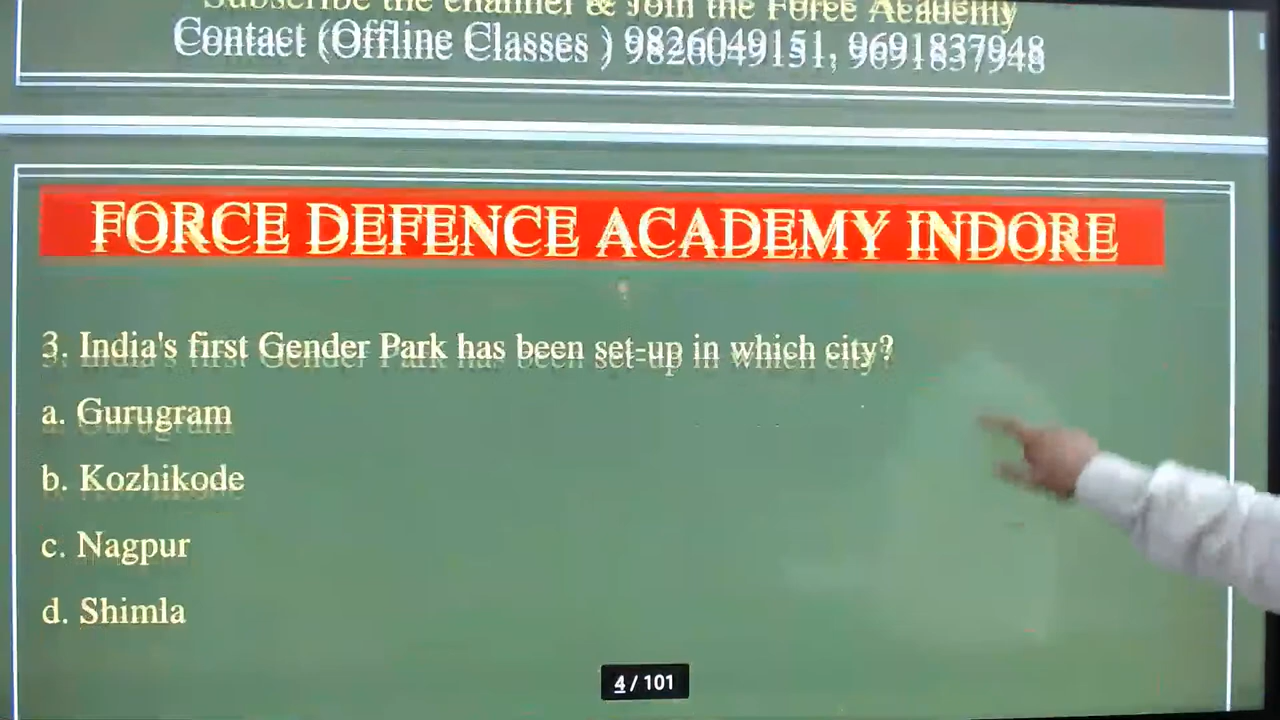 Subscribe the channel & Join the Force Academy
Contact (Offline Classes ) 9826049151, 9691837948
FORCE DEFENCE ACADEMY INDORE
3. India's first Gender Park has been set-up in which city?
a. Gurugram
b. Kozhikode
c. Nagpur
d. Shimla
4 / 101